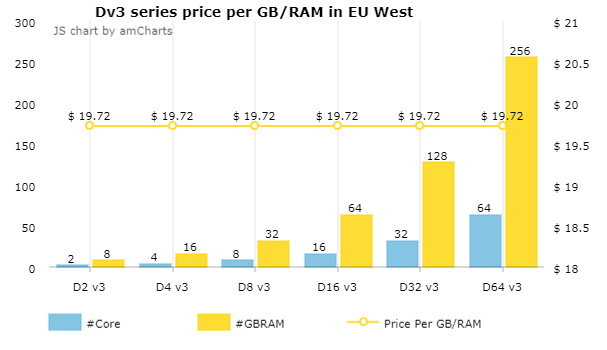 Dv3 series price per GB/RAM in EU West
JS chart by amCharts
300 $ 21
250 $ 20.5
200 $ 20
150 $ 19.5
100 $ 19
50 $ 18.5
0 $ 18
$ 19.72 $ 19.72 $ 19.72 $ 19.72 $ 19.72 $ 19.72
2 8 4 16 8 32 16 64 32 128 64 256
D2 v3 D4 v3 D8 v3 D16 v3 D32 v3 D64 v3
#Core #GBRAM Price Per GB/RAM